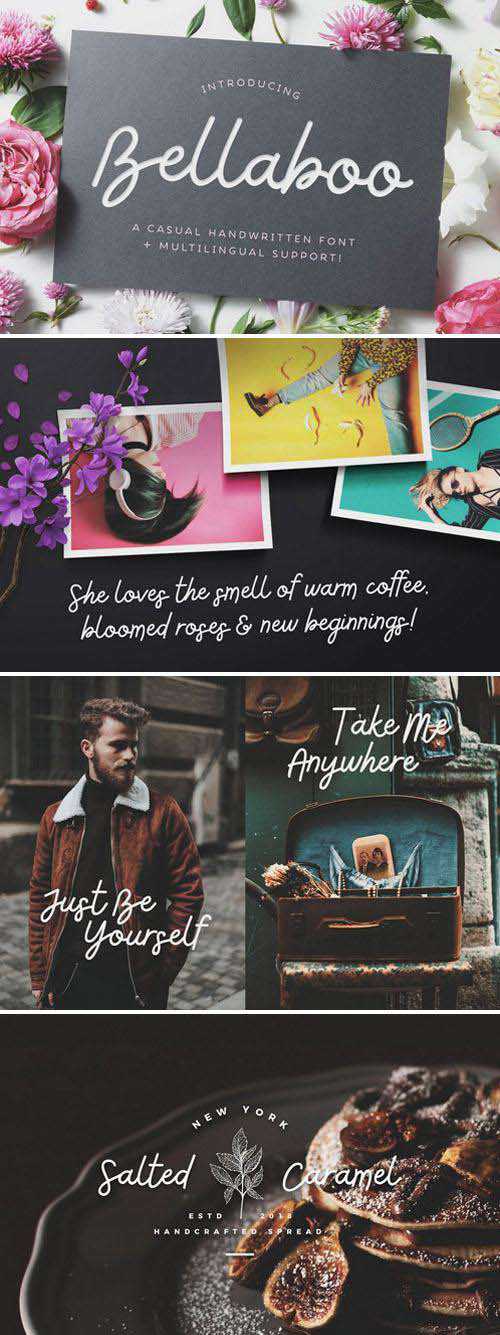 INTRODUCING
Bellaboo
A CASUAL HANDWRITTEN FONT
+ MULTILINGUAL SUPPORT!
She loves the smell of warm coffee,
bloomed roses & new beginnings!
Just Be
Yourself
Take Me
Anywhere
NEW YORK
Salted Caramel
ESTD 2018
HANDCRAFTED SPREAD